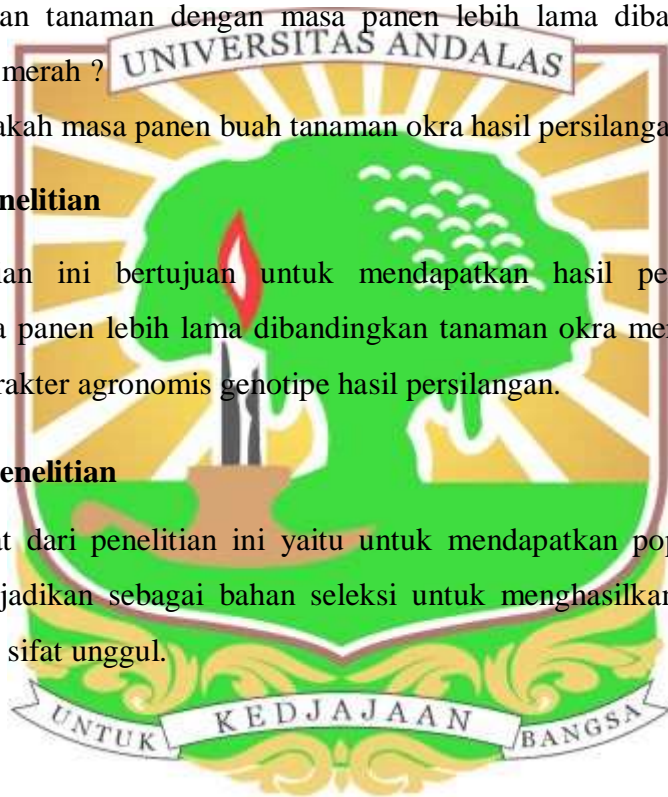 an tanaman dengan masa panen lebih lama diba
merah ?
UNIVERSITAS ANDALAS
akah masa panen buah tanaman okra hasil persilanga
nelitian
ian ini bertujuan untuk mendapatkan hasil pe
a panen lebih lama dibandingkan tanaman okra me
rakter agronomis genotipe hasil persilangan.
enelitian
at dari penelitian ini yaitu untuk mendapatkan pop
jadikan sebagai bahan seleksi untuk menghasilkan
sifat unggul.
UNTUK KEDJAJAAN BANGSA